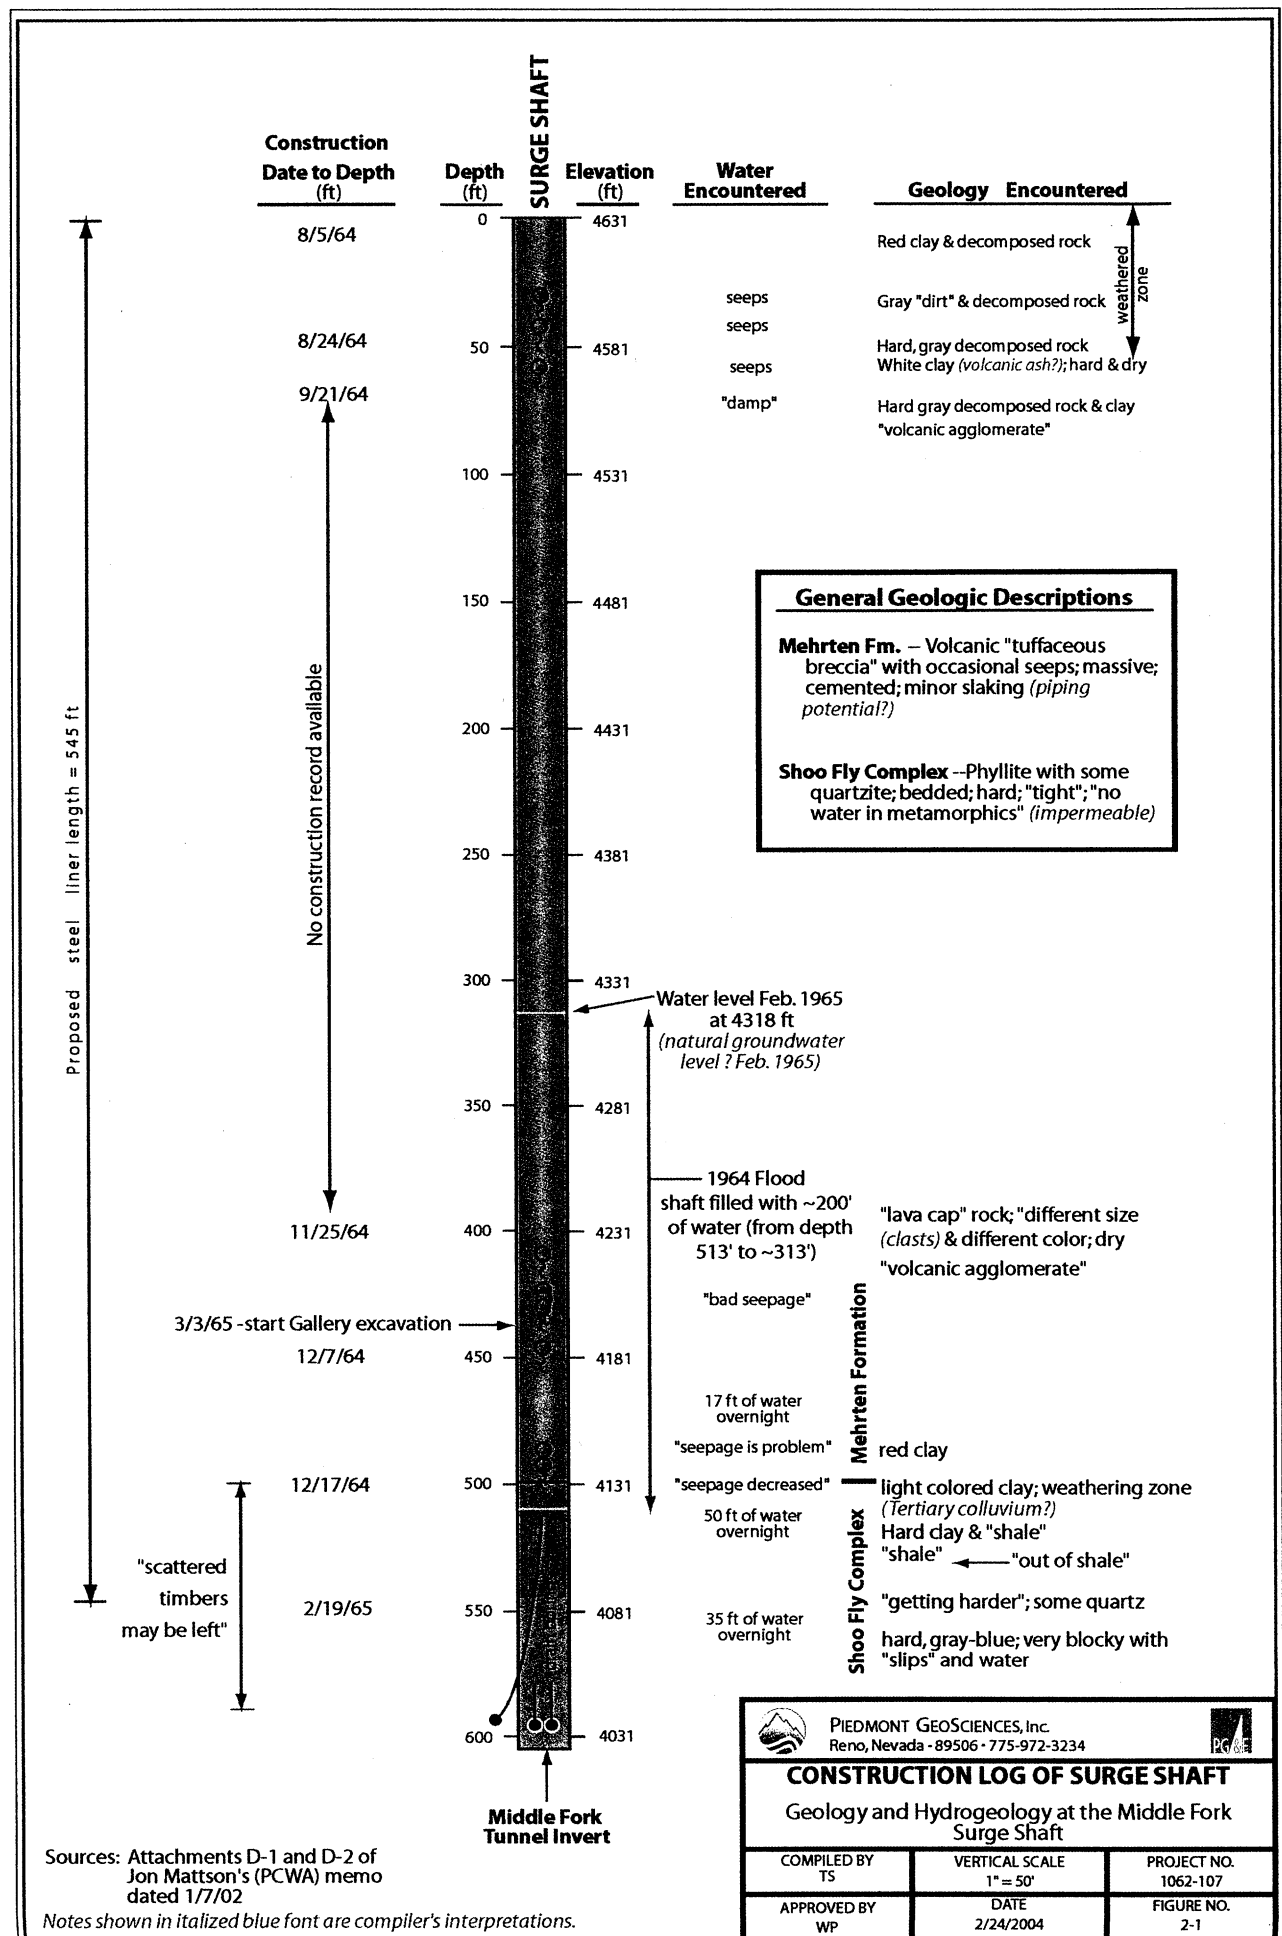 SURGE SHAFT
Construction
Date to Depth
(ft)
Depth
(ft)
Elevation
(ft)
Water
Encountered
Geology Encountered
0
4631
8/5/64
Red clay & decomposed rock
weathered
zone
seeps
Gray "dirt" & decomposed rock
seeps
8/24/64
50
4581
Hard, gray decomposed rock
seeps
White clay (volcanic ash?); hard & dry
9/21/64
"damp"
Hard gray decomposed rock & clay
"volcanic agglomerate"
100
4531
150
4481
General Geologic Descriptions
Mehrten Fm. – Volcanic "tuffaceous
breccia" with occasional seeps; massive;
cemented; minor slaking (piping
potential?)
Shoo Fly Complex --Phyllite with some
quartzite; bedded; hard; "tight"; "no
water in metamorphics" (impermeable)
Proposed steel liner length = 545 ft
No construction record available
200
4431
250
4381
300
4331
Water level Feb. 1965
at 4318 ft
(natural groundwater
level ? Feb. 1965)
350
4281
1964 Flood
shaft filled with ~200'
of water (from depth
513' to ~313')
11/25/64
400
4231
"lava cap" rock; "different size
(clasts) & different color; dry
"volcanic agglomerate"
"bad seepage"
3/3/65 -start Gallery excavation
12/7/64
450
4181
Mehrten Formation
17 ft of water
overnight
"seepage is problem"
red clay
12/17/64
500
4131
"seepage decreased"
light colored clay; weathering zone
(Tertiary colluvium?)
50 ft of water
overnight
Hard clay & "shale"
"shale"
"out of shale"
Shoo Fly Complex
"scattered
timbers
may be left"
2/19/65
550
4081
"getting harder"; some quartz
35 ft of water
overnight
hard, gray-blue; very blocky with
"slips" and water
600
4031
Middle Fork
Tunnel Invert
PIEDMONT GEOSCIENCES, Inc.
Reno, Nevada - 89506 · 775-972-3234
PG&E
CONSTRUCTION LOG OF SURGE SHAFT
Geology and Hydrogeology at the Middle Fork
Surge Shaft
COMPILED BY
TS
VERTICAL SCALE
1" = 50'
PROJECT NO.
1062-107
APPROVED BY
WP
DATE
2/24/2004
FIGURE NO.
2-1
Sources: Attachments D-1 and D-2 of
Jon Mattson's (PCWA) memo
dated 1/7/02
Notes shown in italized blue font are compiler's interpretations.